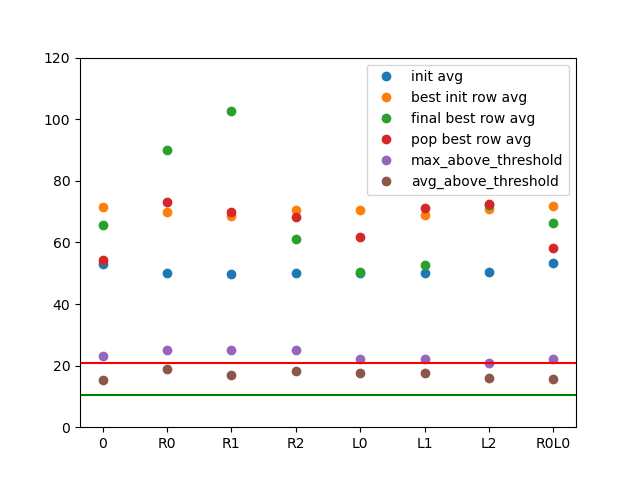 120
100
80
60
40
20
0
init avg
best init row avg
final best row avg
pop best row avg
max_above_threshold
avg_above_threshold
0 R0 R1 R2 L0 L1 L2 R0L0